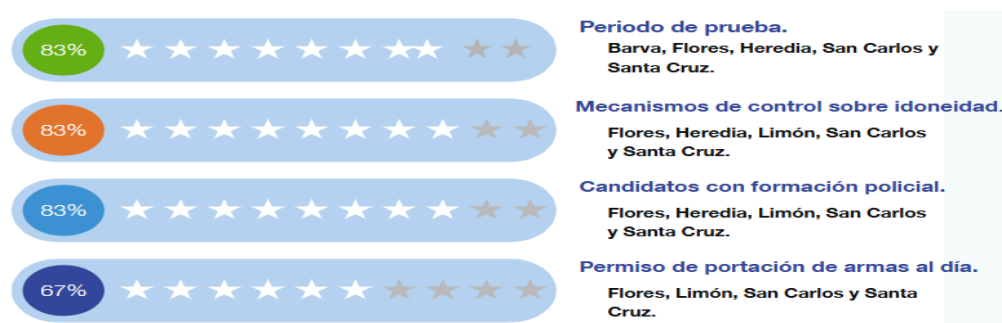 83%
Periodo de prueba.
Barva, Flores, Heredia, San Carlos y
Santa Cruz.
83%
Mecanismos de control sobre idoneidad.
Flores, Heredia, Limón, San Carlos
y Santa Cruz.
83%
Candidatos con formación policial.
Flores, Heredia, Limón, San Carlos
y Santa Cruz.
67%
Permiso de portación de armas al día.
Flores, Limón, San Carlos y Santa
Cruz.